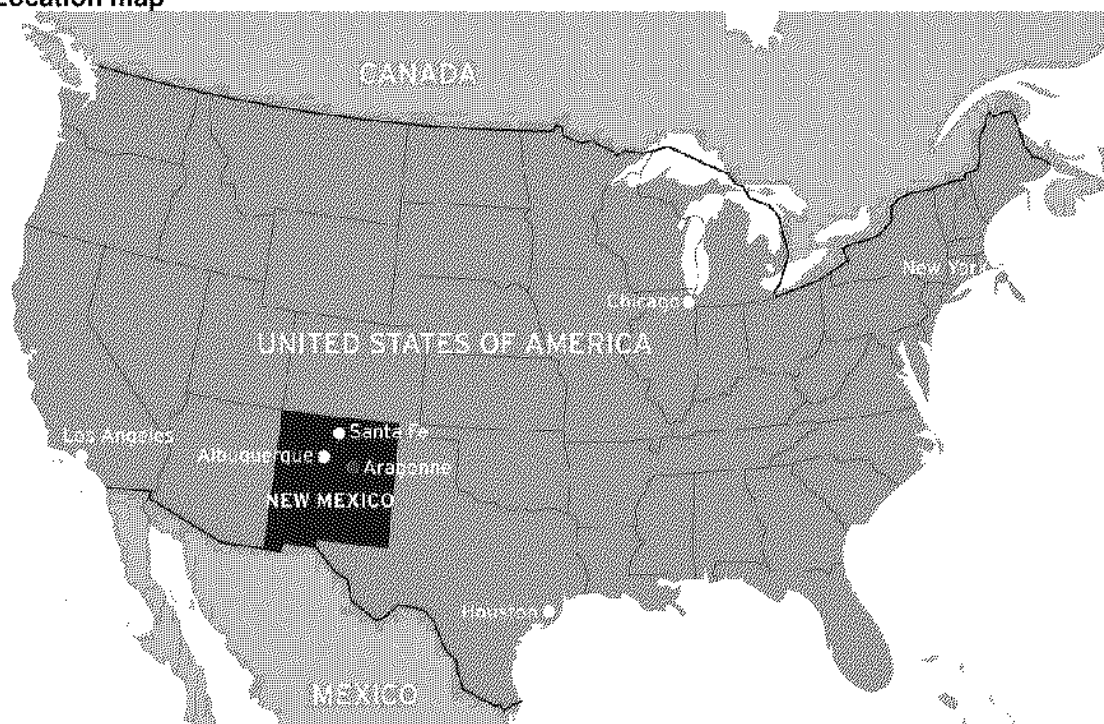 Location map
CANADA
New York
Chicago
UNITED STATES OF AMERICA
Los Angeles
Santa Fe
Albuquerque
Arabonne
NEW MEXICO
Houston
MEXICO